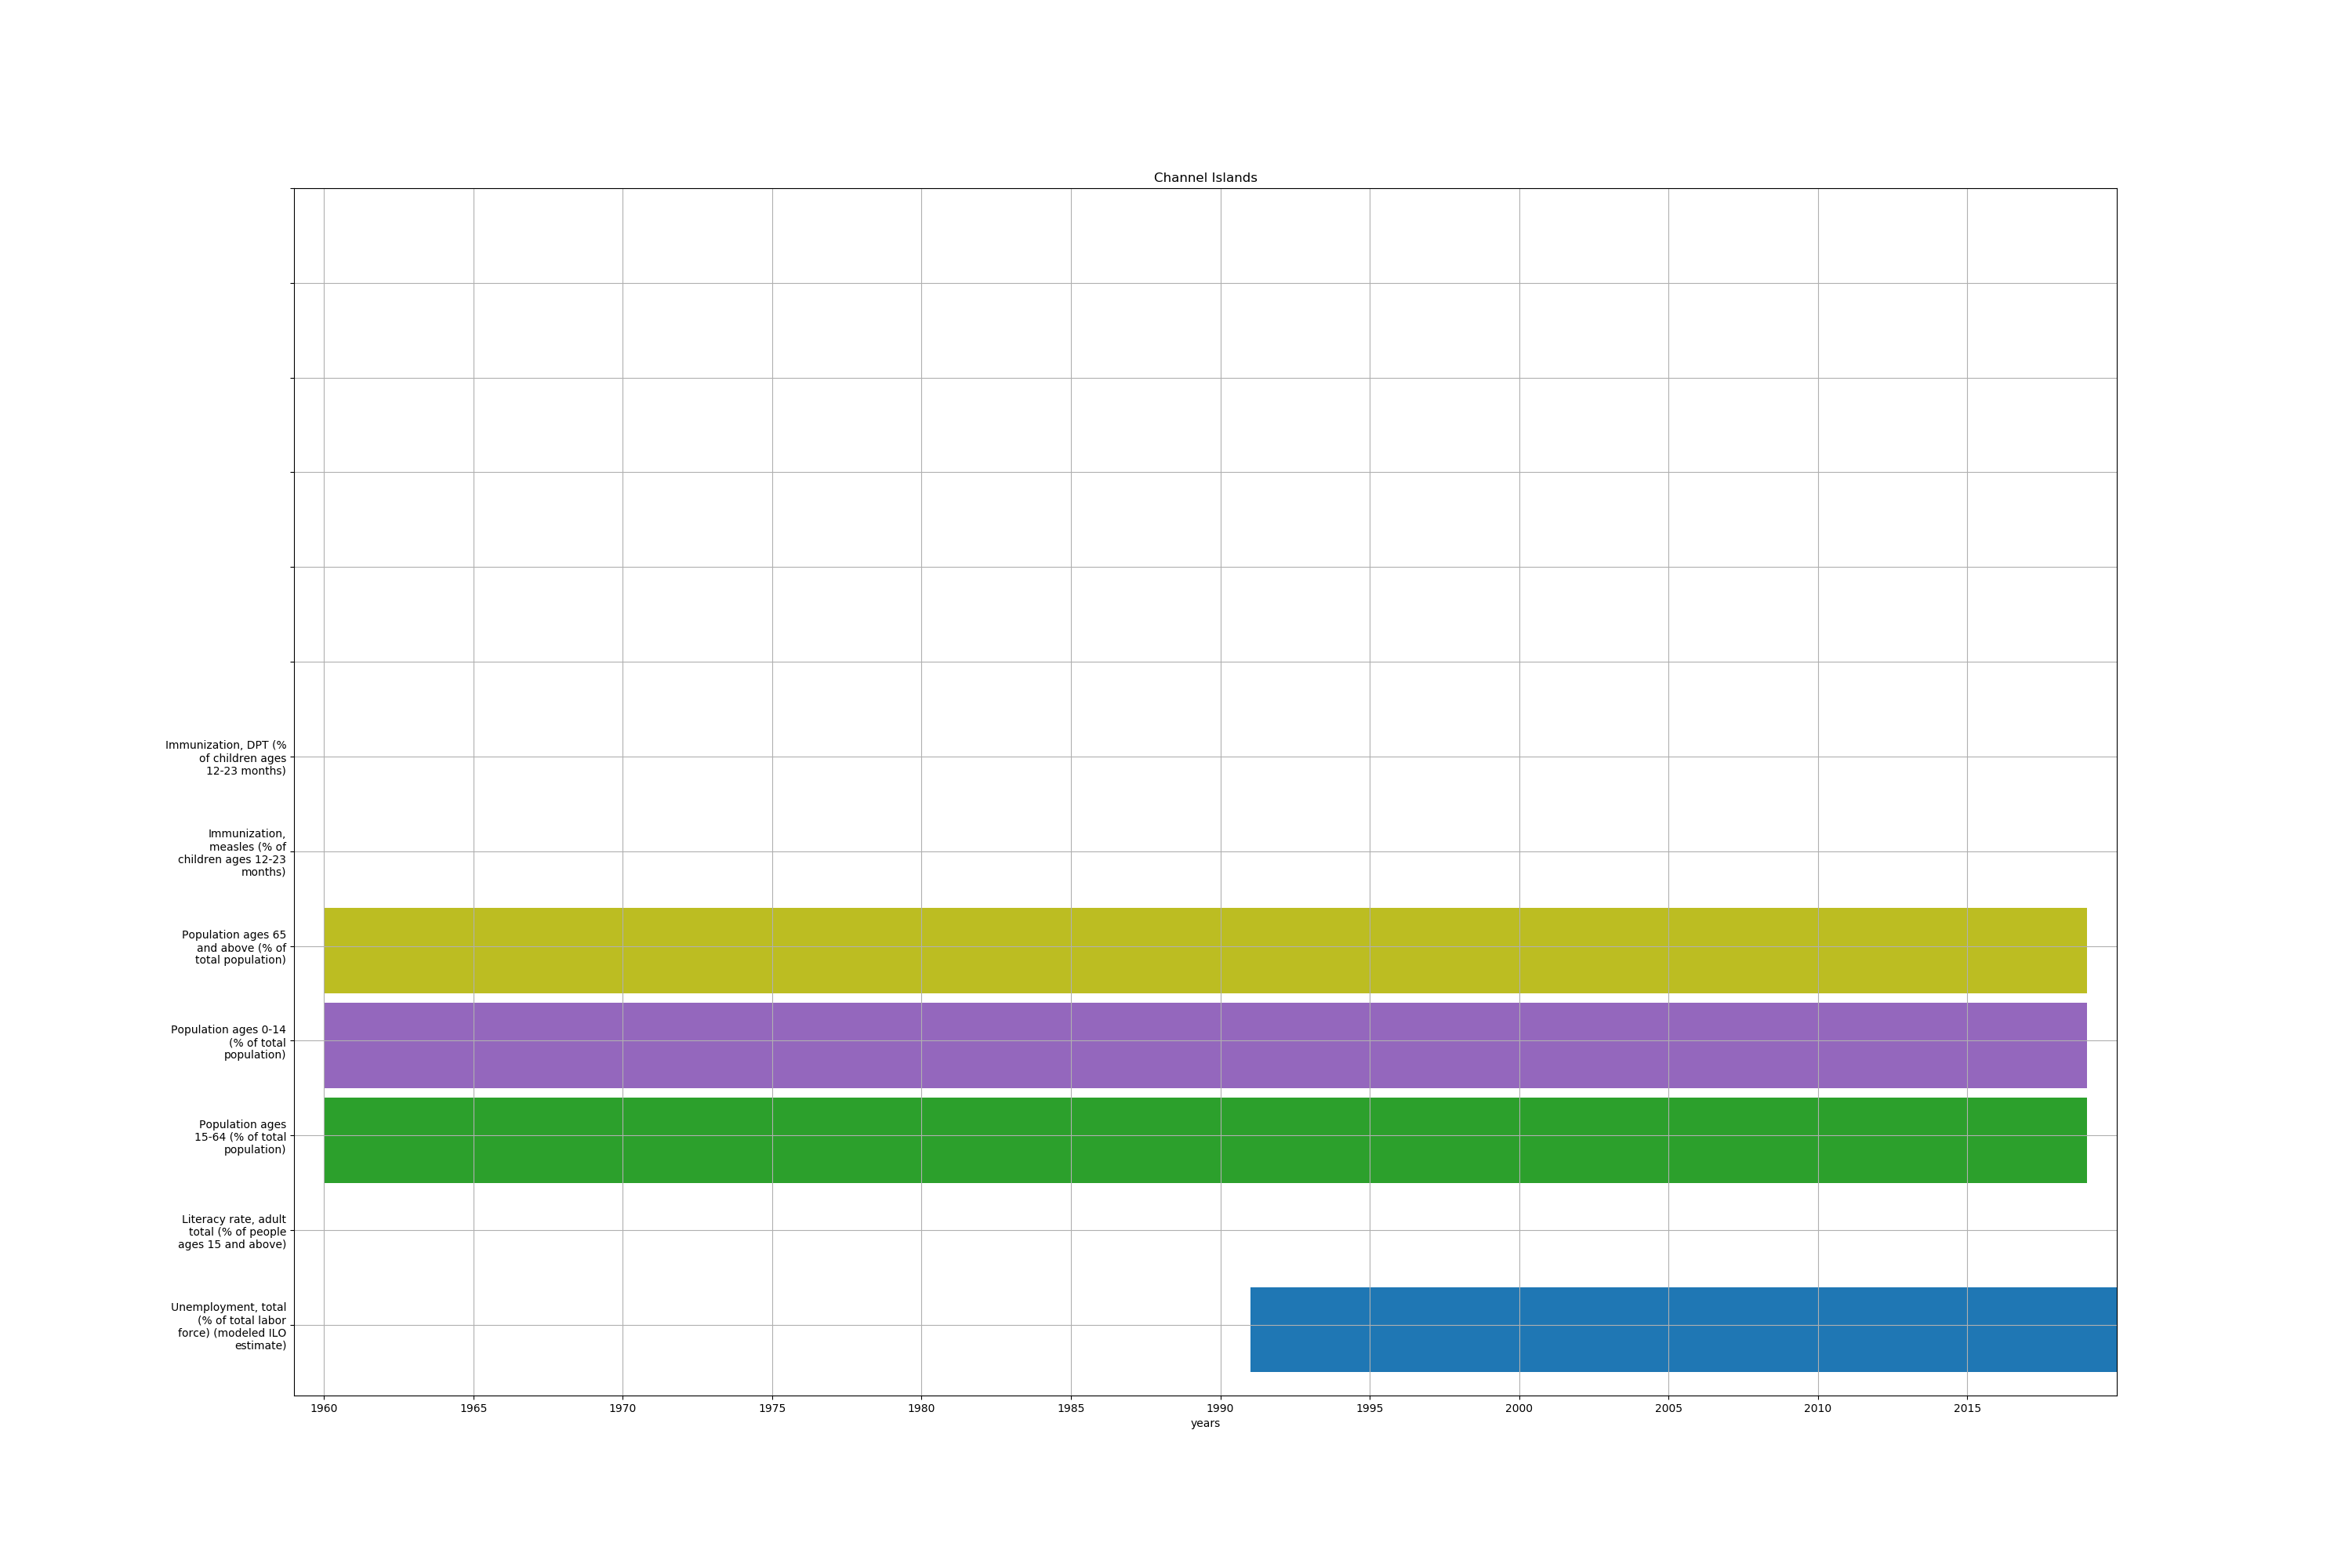 Channel Islands
Immunization, DPT (%
of children ages
12-23 months)
Immunization,
measles (% of
children ages 12-23
months)
Population ages 65
and above (% of
total population)
Population ages 0-14
(% of total
population)
Population ages
15-64 (% of total
population)
Literacy rate, adult
total (% of people
ages 15 and above)
Unemployment, total
(% of total labor
force) (modeled ILO
estimate)
1960 1965 1970 1975 1980 1985 1990 1995 2000 2005 2010 2015
years